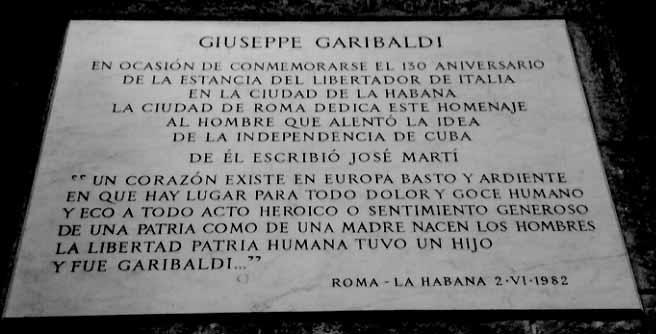 GIUSEPPE GARIBALDI
EN OCASIÓN DE CONMEMORARSE EL 130 ANIVERSARIO
DE LA ESTANCIA DEL LIBERTADOR DE ITALIA
EN LA CIUDAD DE LA HABANA
LA CIUDAD DE ROMA DEDICA ESTE HOMENAJE
AL HOMBRE QUE ALENTÓ LA IDEA
DE LA INDEPENDENCIA DE CUBA
DE ÉL ESCRIBIÓ JOSÉ MARTÍ
“UN CORAZÓN EXISTE EN EUROPA BASTO Y ARDIENTE
EN QUE HAY LUGAR PARA TODO DOLOR Y GOCE HUMANO
Y ECO A TODO ACTO HEROICO O SENTIMIENTO GENEROSO
DE UNA PATRIA COMO DE UNA MADRE NACEN LOS HOMBRES
LA LIBERTAD PATRIA HUMANA TUVO UN HIJO
Y FUE GARIBALDI...”
ROMA - LA HABANA 2·VI·1982